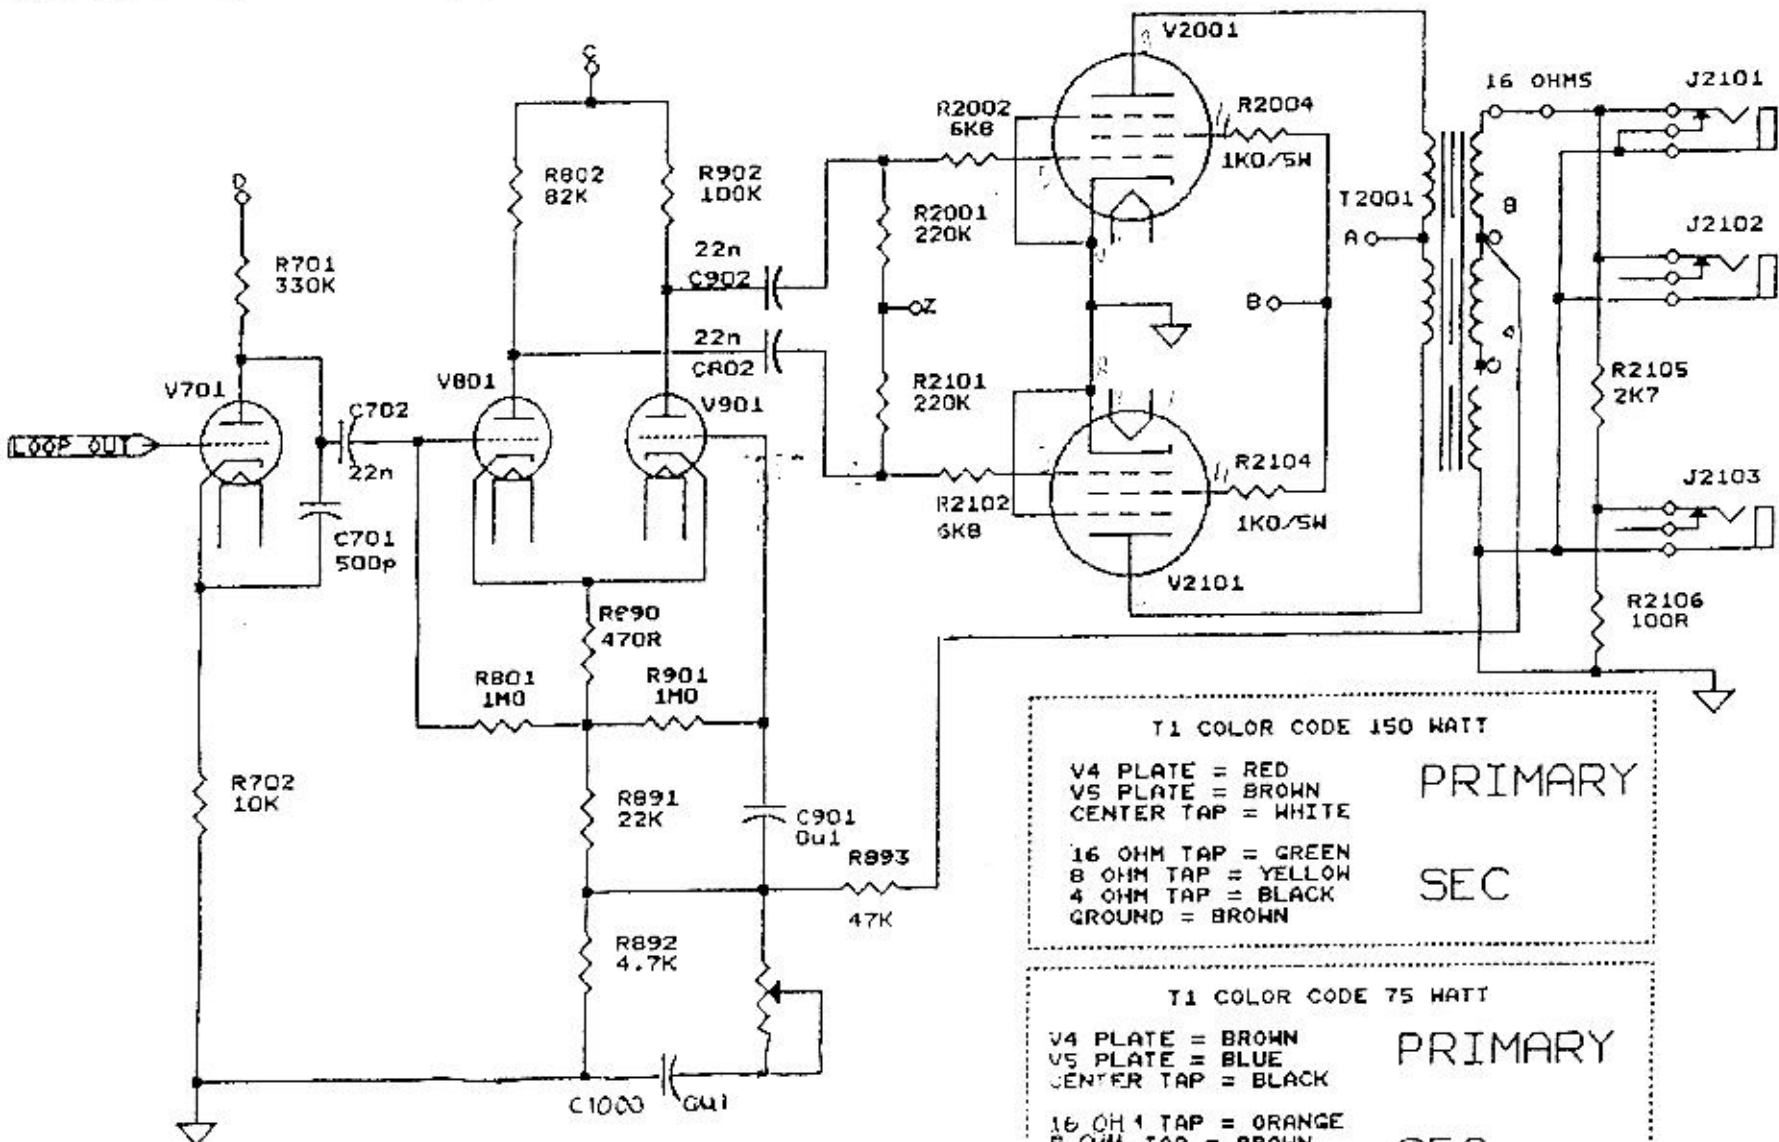 V2001
16 OHMS
J2101
C
R2002
6K8
R2004
1K0/5W
R802
82K
R902
100K
D
T2001
8
R2001
220K
A
J2102
R701
330K
22n
C902
Z
B
22n
C802
4
V701
V801
V901
R2101
220K
R2105
2K7
C702
LOOP OUT
22n
R2104
R2102
6K8
1K0/5W
J2103
C701
500p
V2101
R890
470R
R2106
100R
R801
1M0
R901
1M0
R702
10K
R891
22K
C901
0u1
R893
47K
R892
4.7K
C1000
0u1
T1 COLOR CODE 150 WATT
V4 PLATE = RED
V5 PLATE = BROWN
CENTER TAP = WHITE
PRIMARY
16 OHM TAP = GREEN
8 OHM TAP = YELLOW
4 OHM TAP = BLACK
GROUND = BROWN
SEC
T1 COLOR CODE 75 WATT
V4 PLATE = BROWN
V5 PLATE = BLUE
CENTER TAP = BLACK
PRIMARY
16 OHM TAP = ORANGE